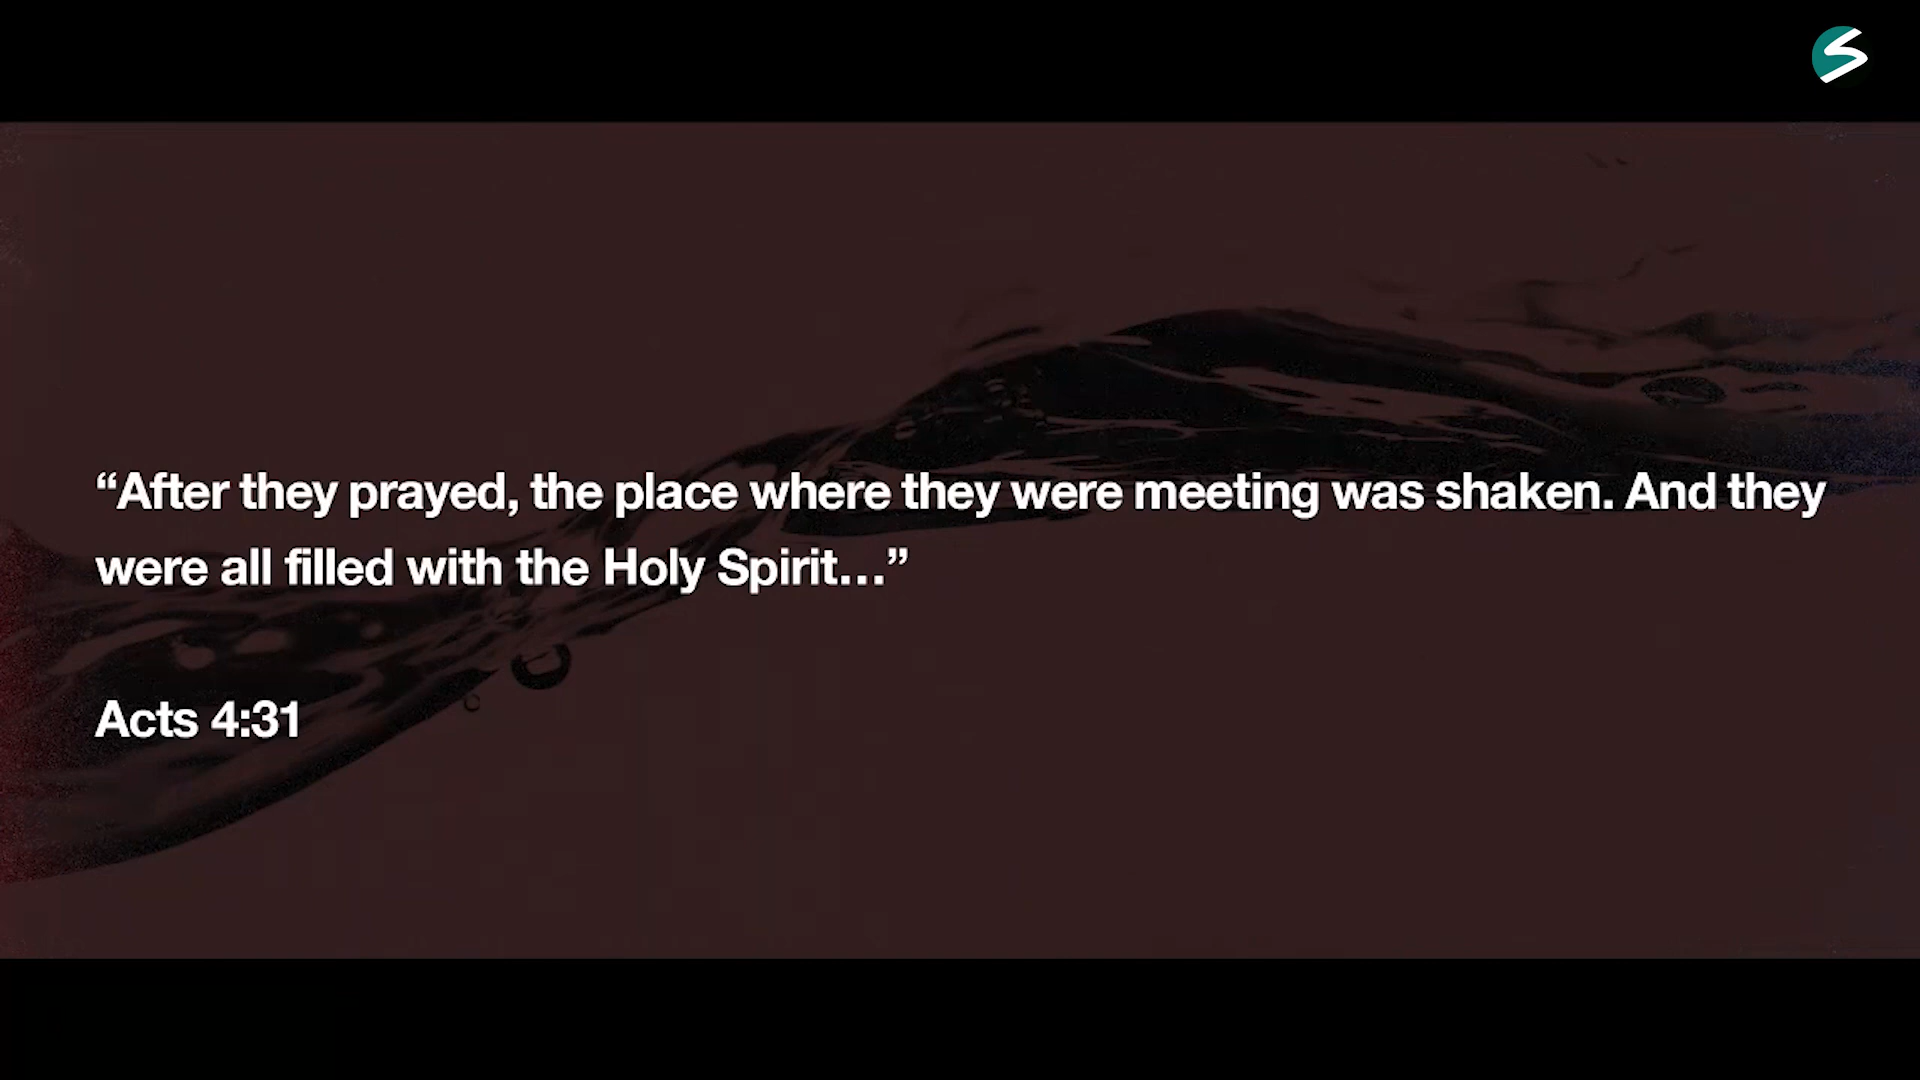 “After they prayed, the place where they were meeting was shaken. And they
were all filled with the Holy Spirit…”
Acts 4:31